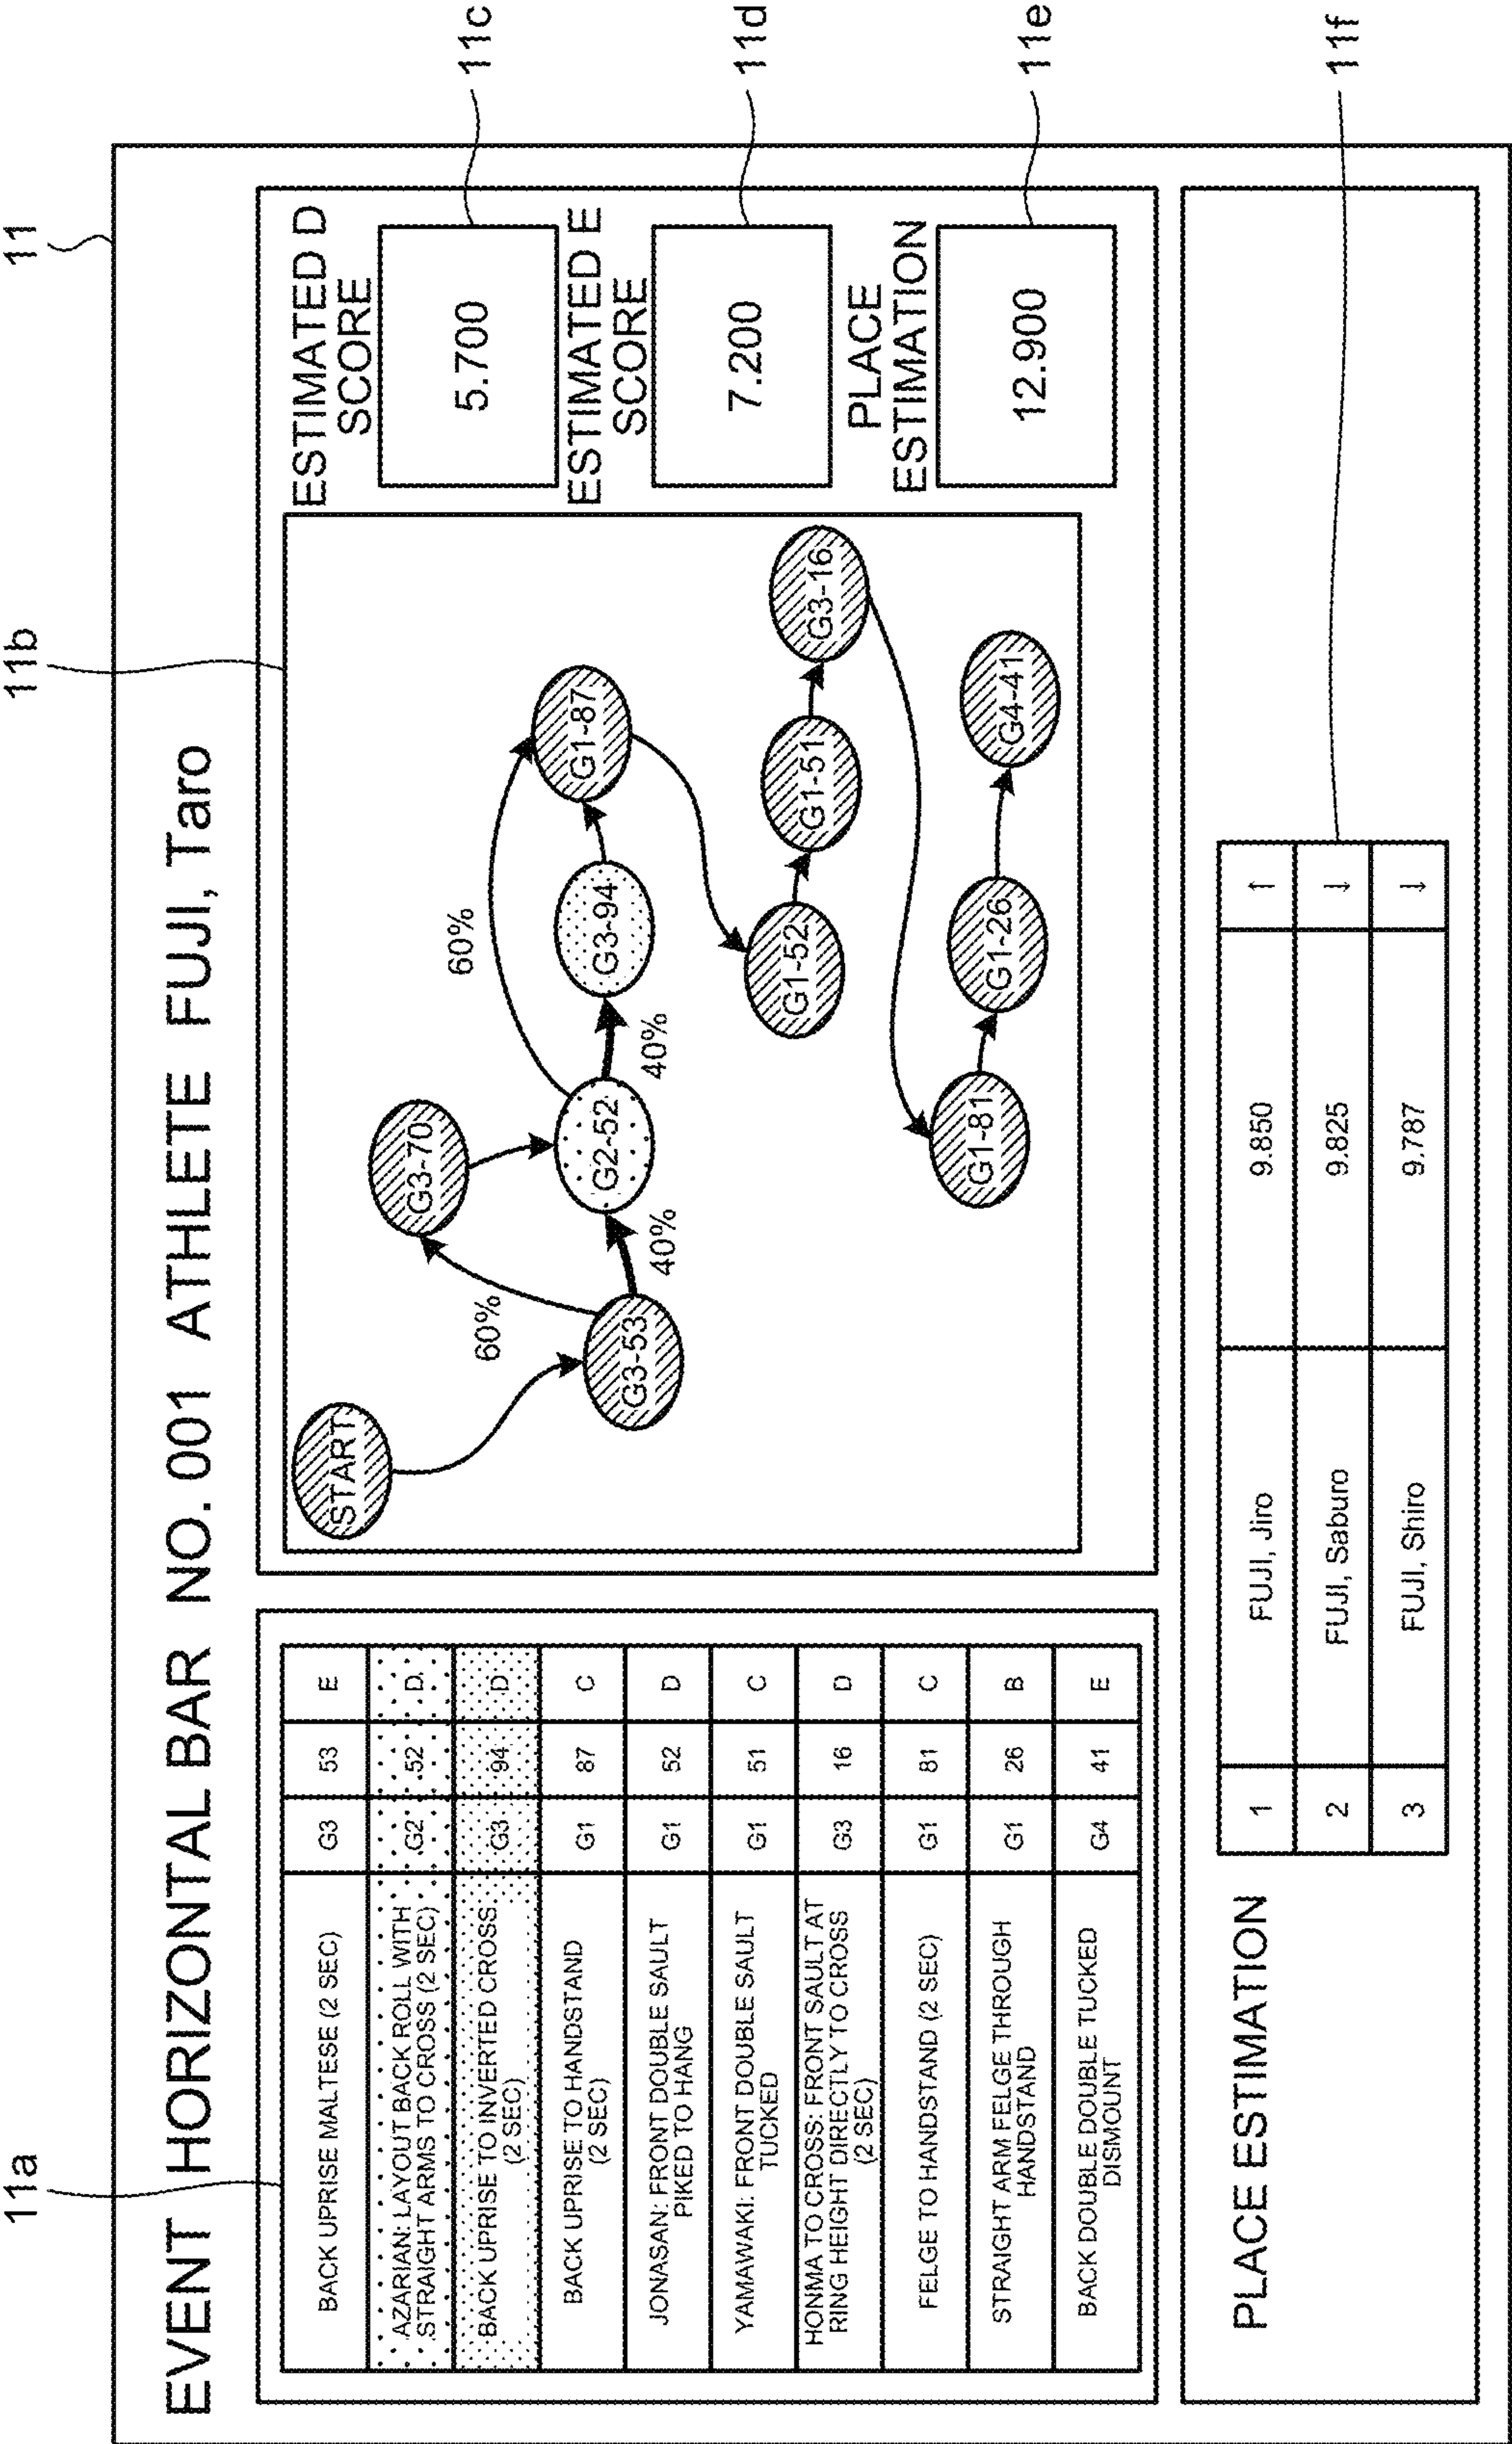 11
11a
11b
EVENT HORIZONTAL BAR NO. 001 ATHLETE FUJI, Taro
BACK UPRISE MALTESE (2 SEC) G3 53 E
AZARIAN: LAYOUT BACK ROLL WITH
STRAIGHT ARMS TO CROSS (2 SEC) G2 52 D
BACK UPRISE TO INVERTED CROSS
(2 SEC) G3 94 D
BACK UPRISE TO HANDSTAND
(2 SEC) G1 87 C
JONASAN: FRONT DOUBLE SAULT
PIKED TO HANG G1 52 D
YAMAWAKI: FRONT DOUBLE SAULT
TUCKED G1 51 C
HONMA TO CROSS: FRONT SAULT AT
RING HEIGHT DIRECTLY TO CROSS
(2 SEC) G3 16 D
FELGE TO HANDSTAND (2 SEC) G1 81 C
STRAIGHT ARM FELGE THROUGH
HANDSTAND G1 26 B
BACK DOUBLE DOUBLE TUCKED
DISMOUNT G4 41 E
START
G3-53
60%
40%
G3-70
G2-52
60%
40%
G3-94
G1-87
G1-52
G1-51
G3-16
G1-81
G1-26
G4-41
ESTIMATED D
SCORE
5.700
11c
ESTIMATED E
SCORE
7.200
11d
PLACE
ESTIMATION
12.900
11e
PLACE ESTIMATION
1 FUJI, Jiro 9.850 ↑
2 FUJI, Saburo 9.825 ↓
3 FUJI, Shiro 9.787 ↓
11f